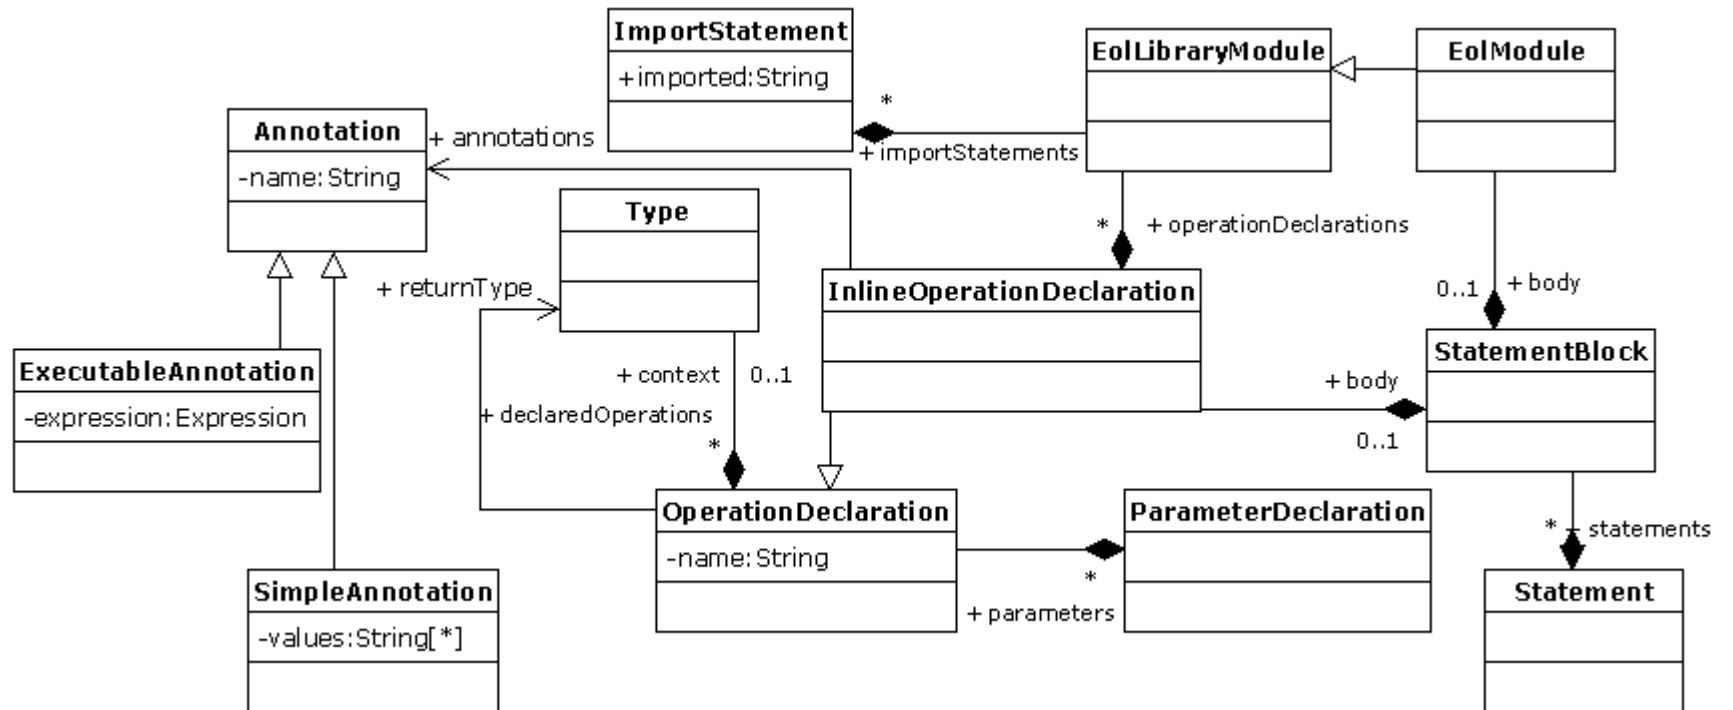 ImportStatement
+imported:String
*
+ importStatements
EolLibraryModule
EolModule
Annotation
-name:String
+ annotations
Type
+ returnType
* + operationDeclarations
InlineOperationDeclaration
0..1 + body
StatementBlock
ExecutableAnnotation
-expression:Expression
+ context 0..1
+ declaredOperations
*
+ body
0..1
OperationDeclaration
-name:String
ParameterDeclaration
*
+ parameters
* + statements
Statement
SimpleAnnotation
-values:String[*]